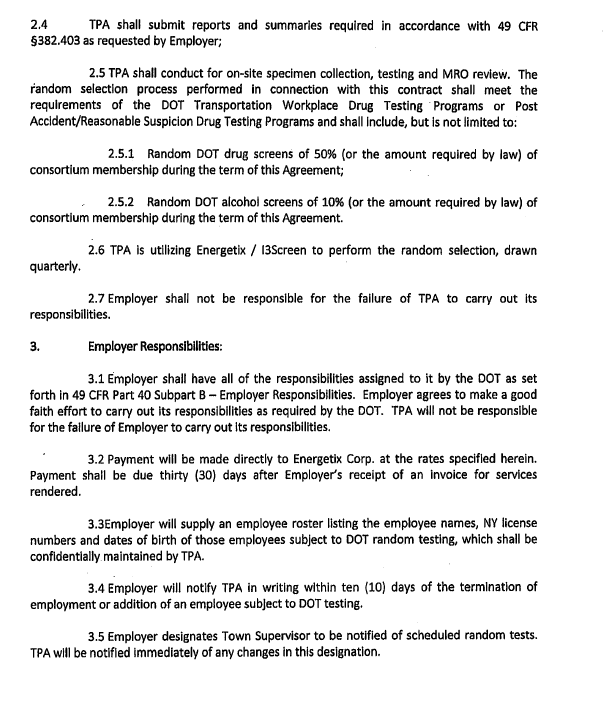 2.4 TPA shall submit reports and summaries required in accordance with 49 CFR
§382.403 as requested by Employer;
2.5 TPA shall conduct for on-site specimen collection, testing and MRO review. The
random selection process performed in connection with this contract shall meet the
requirements of the DOT Transportation Workplace Drug Testing Programs or Post
Accident/Reasonable Suspicion Drug Testing Programs and shall include, but is not limited to:
2.5.1 Random DOT drug screens of 50% (or the amount required by law) of
consortium membership during the term of this Agreement;
2.5.2 Random DOT alcohol screens of 10% (or the amount required by law) of
consortium membership during the term of this Agreement.
2.6 TPA is utilizing Energetix / I3Screen to perform the random selection, drawn
quarterly.
2.7 Employer shall not be responsible for the failure of TPA to carry out its
responsibilities.
3. Employer Responsibilities:
3.1 Employer shall have all of the responsibilities assigned to it by the DOT as set
forth in 49 CFR Part 40 Subpart B – Employer Responsibilities. Employer agrees to make a good
faith effort to carry out its responsibilities as required by the DOT. TPA will not be responsible
for the failure of Employer to carry out its responsibilities.
3.2 Payment will be made directly to Energetix Corp. at the rates specified herein.
Payment shall be due thirty (30) days after Employer's receipt of an invoice for services
rendered.
3.3Employer will supply an employee roster listing the employee names, NY license
numbers and dates of birth of those employees subject to DOT random testing, which shall be
confidentially maintained by TPA.
3.4 Employer will notify TPA in writing within ten (10) days of the termination of
employment or addition of an employee subject to DOT testing.
3.5 Employer designates Town Supervisor to be notified of scheduled random tests.
TPA will be notified immediately of any changes in this designation.